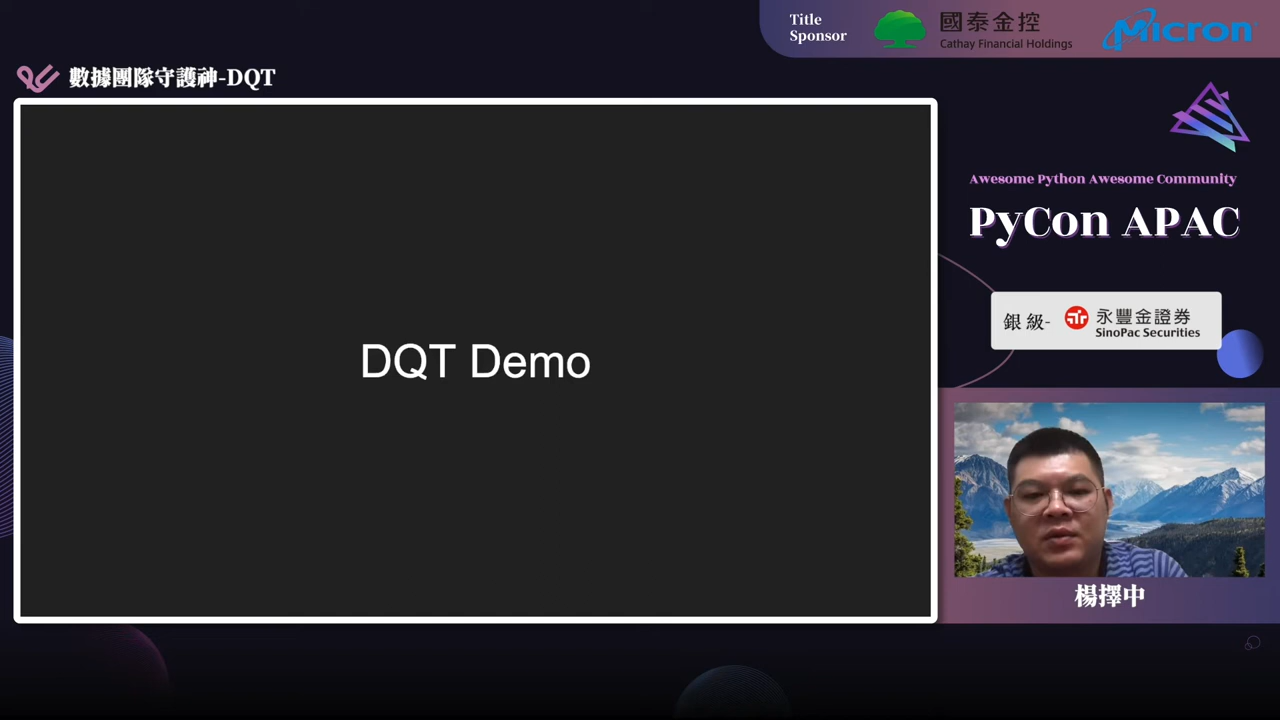 Title
Sponsor
國泰金控
Cathay Financial Holdings
Micron
數據團隊守護神-DQT
DQT Demo
Awesome Python Awesome Community
PyCon APAC
銀級-
永豐金證券
SinoPac Securities
楊擇中